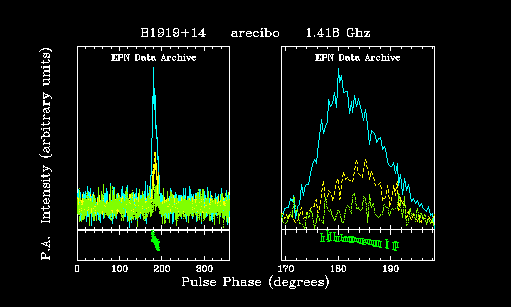 B1919+14 arecibo 1.418 Ghz
EPN Data Archive EPN Data Archive
Intensity (arbitrary units)
P.A.
0 100 200 300 170 180 190
Pulse Phase (degrees)